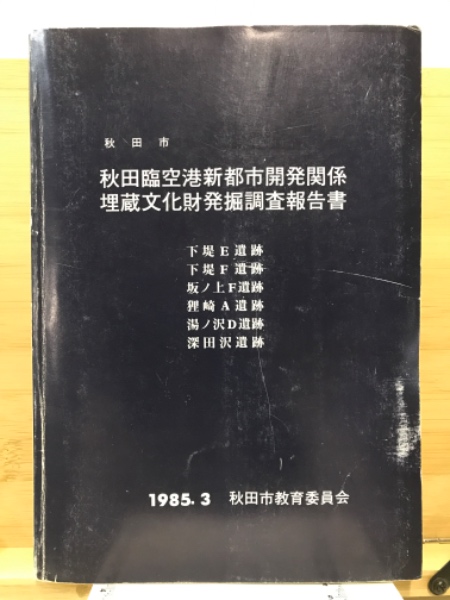 秋田市
秋田臨空港新都市開発関係
埋蔵文化財発掘調査報告書
下堤E遺跡
下堤F遺跡
坂ノ上F遺跡
狸崎A遺跡
湯ノ沢D遺跡
深田沢遺跡
1985.3 秋田市教育委員会